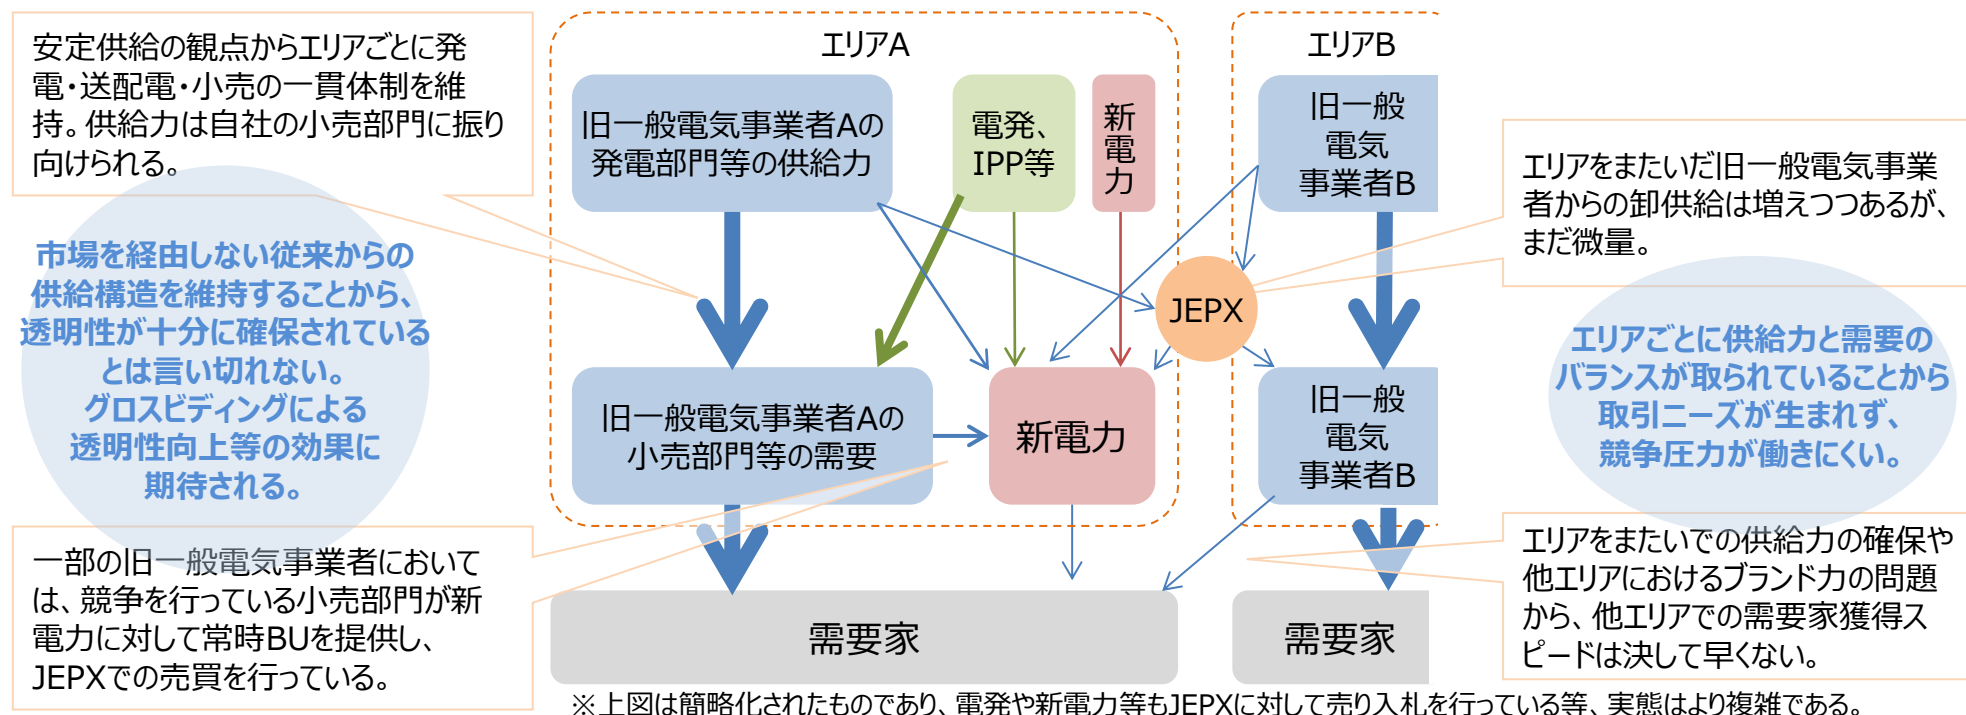 安定供給の観点からエリアごとに発
電・送配電・小売の一貫体制を維
持。供給力は自社の小売部門に振り
向けられる。
市場を経由しない従来からの
供給構造を維持することから、
透明性が十分に確保されている
とは言い切れない。
グロスビディングによる
透明性向上等の効果に
期待される。
一部の旧一般電気事業者において
は、競争を行っている小売部門が新
電力に対して常時BUを提供し、
JEPXでの売買を行っている。
エリアA
旧一般電気事業者Aの
発電部門等の供給力
電発、
IPP等
新
電
力
旧一般電気事業者Aの
小売部門等の需要
新電力
需要家
JEPX
エリアB
旧一般
電気
事業者B
旧一般
電気
事業者B
需要家
エリアをまたいだ旧一般電気事業
者からの卸供給は増えつつあるが、
まだ微量。
エリアごとに供給力と需要の
バランスが取られていることから
取引ニーズが生まれず、
競争圧力が働きにくい。
エリアをまたいでの供給力の確保や
他エリアにおけるブランド力の問題
から、他エリアでの需要家獲得ス
ピードは決して早くない。
※上図は簡略化されたものであり、電発や新電力等もJEPXに対して売り入札を行っている等、実態はより複雑である。